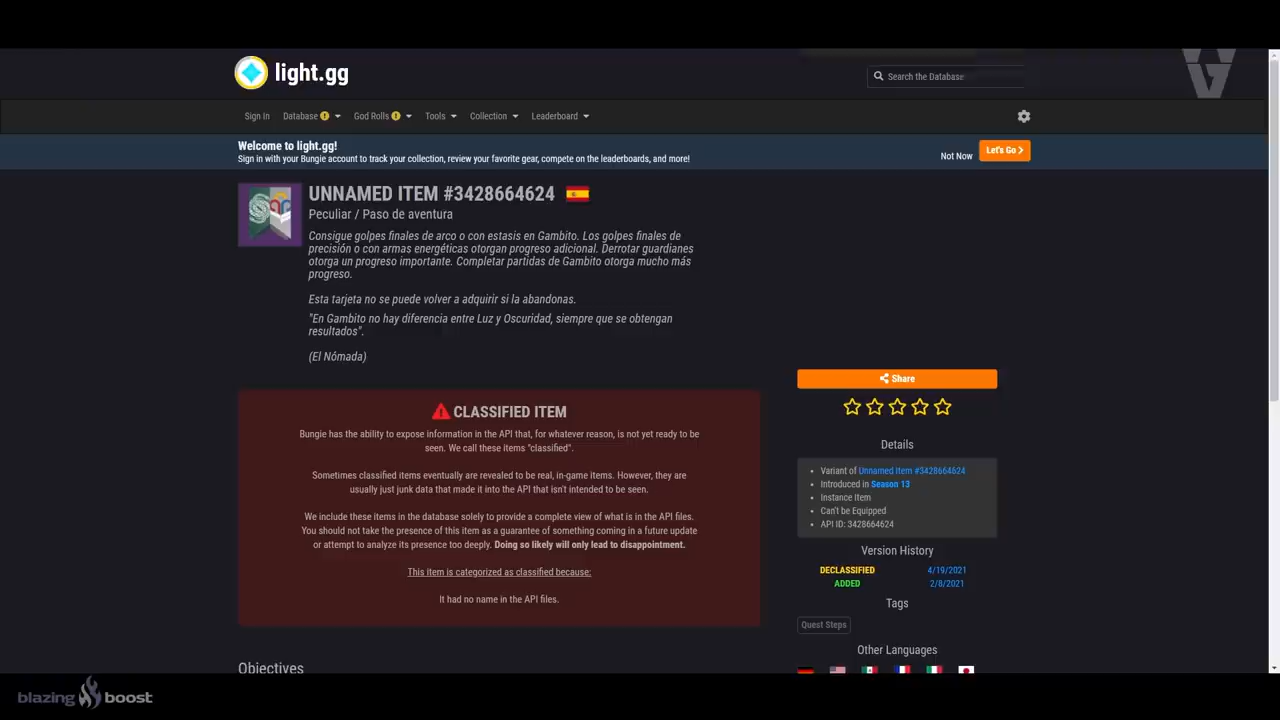 light.gg
Search the Database
Sign In Database God Rolls Tools Collection Leaderboard
Welcome to light.gg!
Sign in with your Bungie account to track your collection, review your favorite gear, compete on the leaderboards, and more!
Not Now Let's Go
UNNAMED ITEM #3428664624
Peculiar / Paso de aventura
Consigue golpes finales de arco o con estasis en Gambito. Los golpes finales de
precisión o con armas energéticas otorgan progreso adicional. Derrotar guardianes
otorga un progreso importante. Completar partidas de Gambito otorga mucho más
progreso.
Esta tarjeta no se puede volver a adquirir si la abandonas.
"En Gambito no hay diferencia entre Luz y Oscuridad, siempre que se obtengan
resultados".
(El Nómada)
CLASSIFIED ITEM
Bungie has the ability to expose information in the API that, for whatever reason, is not yet ready to be
seen. We call these items "classified".
Sometimes classified items eventually are revealed to be real, in-game items. However, they are
usually just junk data that made it into the API that isn't intended to be seen.
We include these items in the database solely to provide a complete view of what is in the API files.
You should not take the presence of this item as a guarantee of something coming in a future update
or attempt to analyze its presence too deeply. Doing so likely will only lead to disappointment.
This item is categorized as classified because:
It had no name in the API files.
Objectives
Share
Details
Variant of Unnamed Item #3428664624
Introduced in Season 13
Instance Item
Can't be Equipped
API ID: 3428664624
Version History
DECLASSIFIED 4/19/2021
ADDED 2/8/2021
Tags
Quest Steps
Other Languages
blazing boost